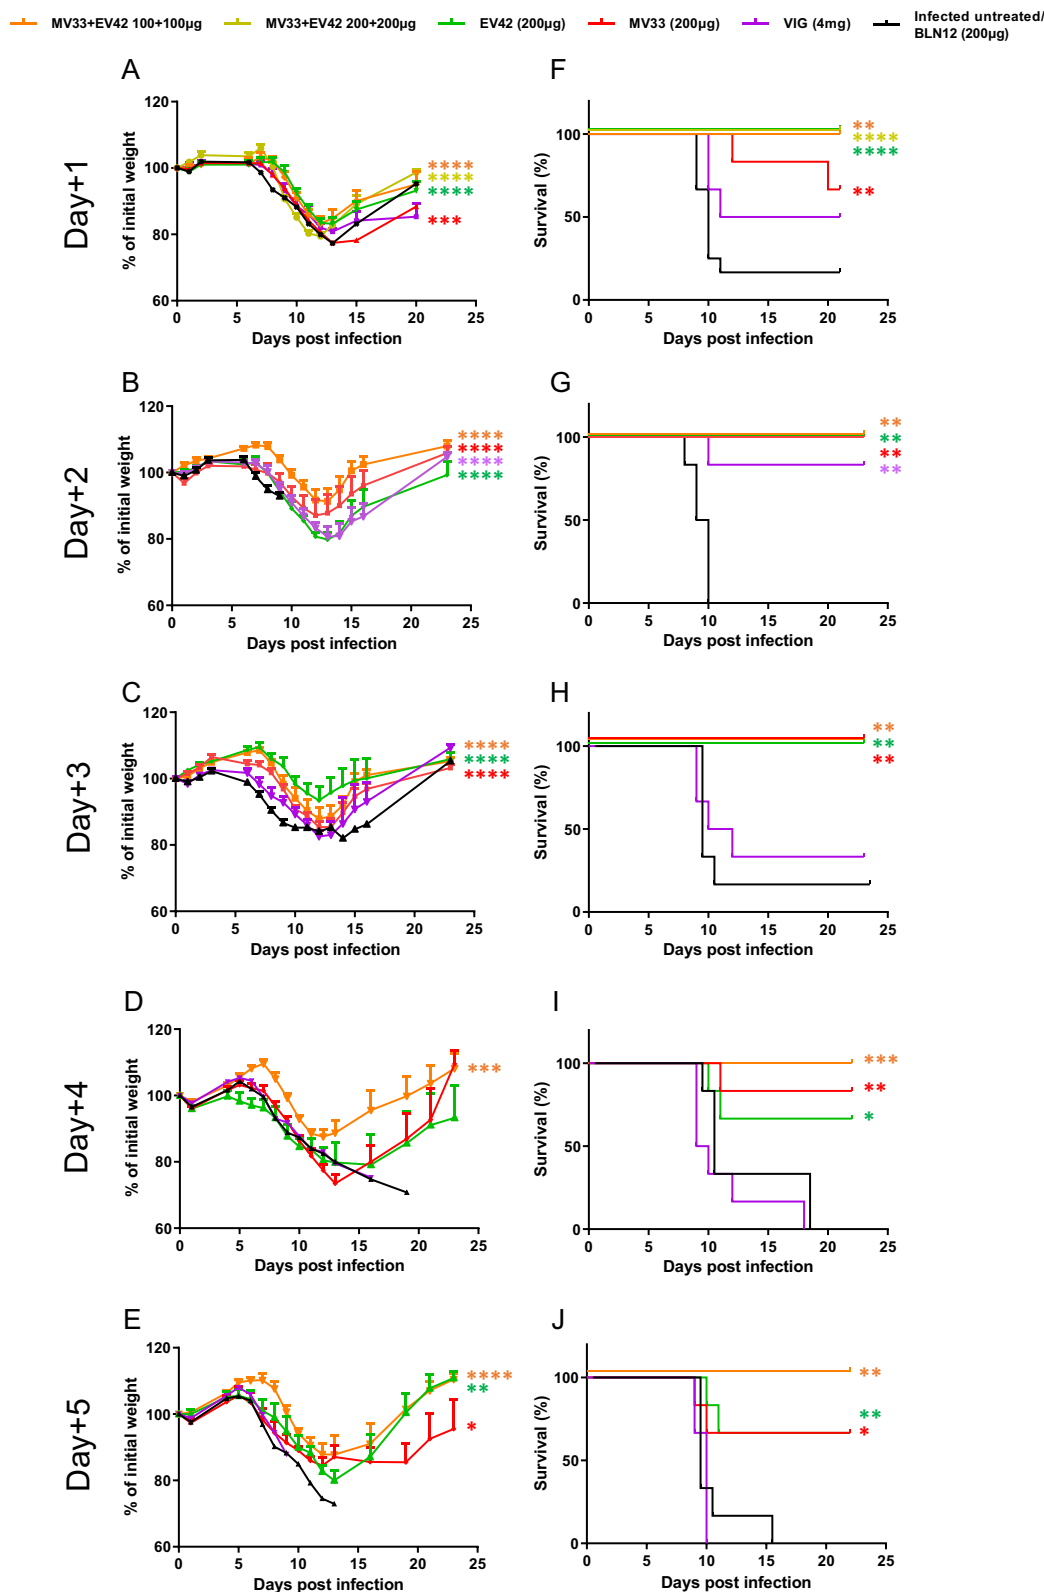 MV33+EV42 100+100µg MV33+EV42 200+200µg EV42 (200µg) MV33 (200µg) VIG (4mg) Infected untreated/
BLN12 (200µg)
Day+1
A
% of initial weight
120
100
80
60
0 5 10 15 20 25
Days post infection
****
****
****
***
F
Survival (%)
100
50
0
0 5 10 15 20 25
Days post infection
**
****
****
**
Day+2
B
% of initial weight
120
100
80
60
0 5 10 15 20 25
Days post infection
****
****
****
****
G
Survival (%)
100
50
0
0 5 10 15 20 25
Days post infection
**
**
**
**
Day+3
C
% of initial weight
120
100
80
60
0 5 10 15 20 25
Days post infection
****
****
****
H
Survival (%)
100
50
0
0 5 10 15 20 25
Days post infection
**
**
**
Day+4
D
% of initial weight
120
100
80
60
0 5 10 15 20 25
Days post infection
***
I
Survival (%)
100
50
0
0 5 10 15 20 25
Days post infection
***
**
*
Day+5
E
% of initial weight
120
100
80
60
0 5 10 15 20 25
Days post infection
****
**
*
J
Survival (%)
100
50
0
0 5 10 15 20 25
Days post infection
**
**
*